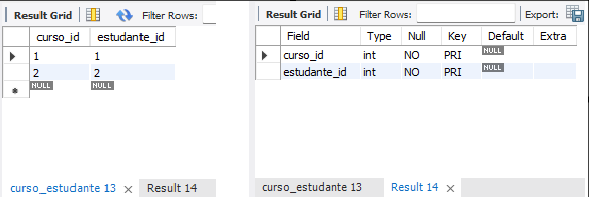 Result Grid Filter Rows:
curso_id estudante_id
1 1
2 2
NULL NULL
curso_estudante 13 × Result 14
Result Grid Filter Rows: Export:
Field Type Null Key Default Extra
curso_id int NO PRI NULL
estudante_id int NO PRI NULL
curso_estudante 13 Result 14 ×